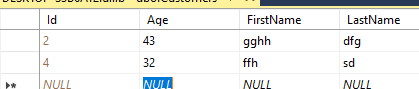 Id Age FirstName LastName
2 43 gghh dfg
4 32 ffh sd
NULL NULL NULL NULL